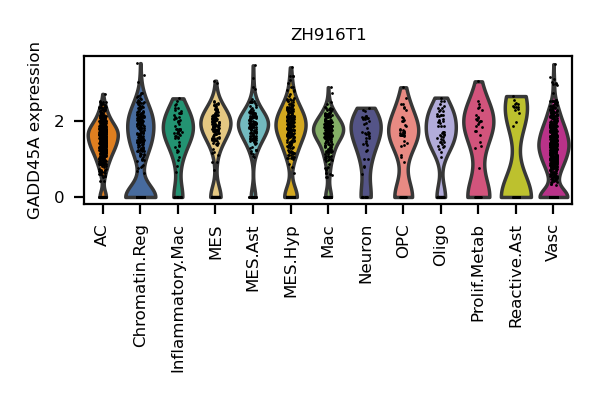 ZH916T1
GADD45A expression
2
0
AC
Chromatin.Reg
Inflammatory.Mac
MES
MES.Ast
MES.Hyp
Mac
Neuron
OPC
Oligo
Prolif.Metab
Reactive.Ast
Vasc